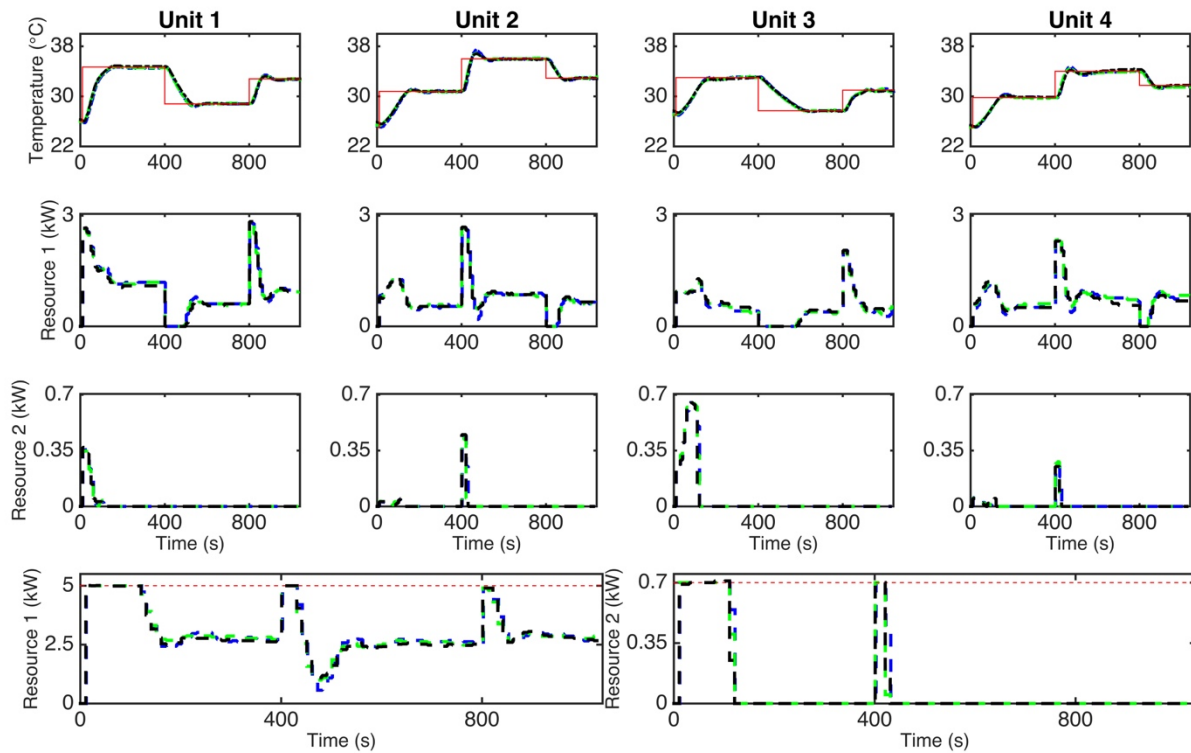 Unit 1 Unit 2 Unit 3 Unit 4
Temperature (°C)
38 38 38 38
30 30 30 30
22 22 22 22
0 400 800 0 400 800 0 400 800 0 400 800
Resource 1 (kW)
3 3 3 3
0 0 0 0
0 400 800 0 400 800 0 400 800 0 400 800
Resource 2 (kW)
0.7 0.7 0.7 0.7
0.35 0.35 0.35 0.35
0 0 0 0
0 400 800 0 400 800 0 400 800 0 400 800
Time (s) Time (s) Time (s) Time (s)
Resource 1 (kW) Resource 2 (kW)
5 0.7
2.5 0.35
0 0
0 400 800 0 400 800
Time (s) Time (s)